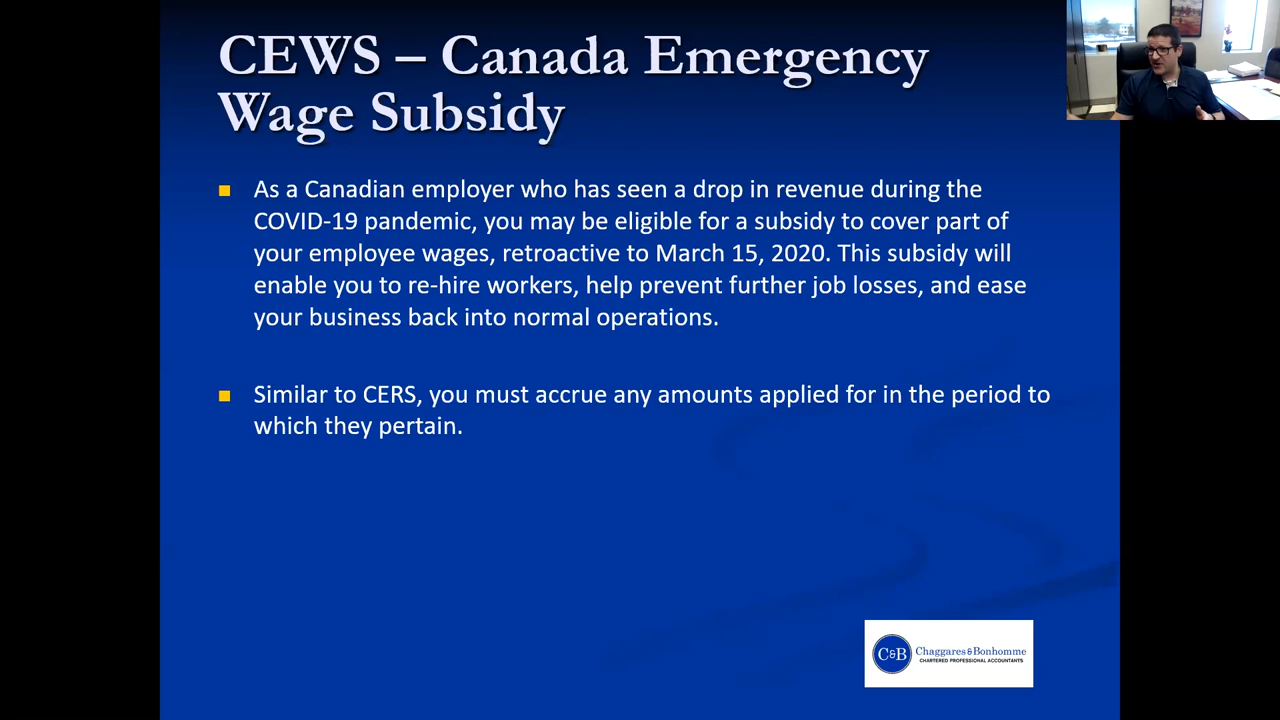 CEWS – Canada Emergency
Wage Subsidy
As a Canadian employer who has seen a drop in revenue during the
COVID-19 pandemic, you may be eligible for a subsidy to cover part of
your employee wages, retroactive to March 15, 2020. This subsidy will
enable you to re-hire workers, help prevent further job losses, and ease
your business back into normal operations.
Similar to CERS, you must accrue any amounts applied for in the period to
which they pertain.
C&B
Chaggares & Bonhomme
CHARTERED PROFESSIONAL ACCOUNTANTS